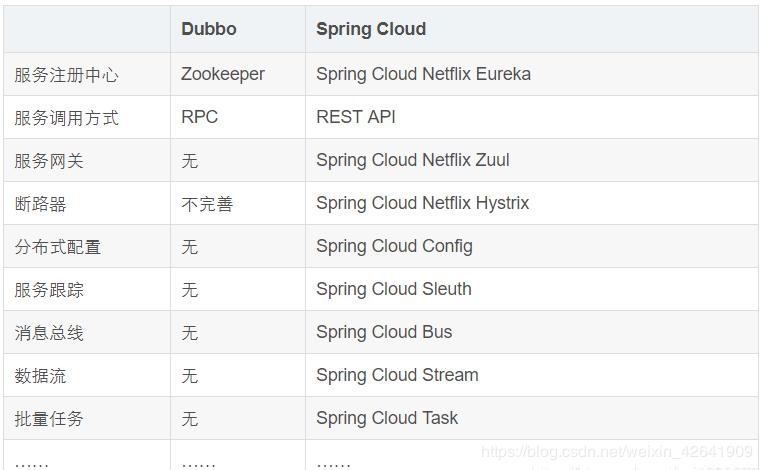 Dubbo Spring Cloud
服务注册中心 Zookeeper Spring Cloud Netflix Eureka
服务调用方式 RPC REST API
服务网关 无 Spring Cloud Netflix Zuul
断路器 不完善 Spring Cloud Netflix Hystrix
分布式配置 无 Spring Cloud Config
服务跟踪 无 Spring Cloud Sleuth
消息总线 无 Spring Cloud Bus
数据流 无 Spring Cloud Stream
批量任务 无 Spring Cloud Task
…… …… ……
https://blog.csdn.net/weixin_42641909